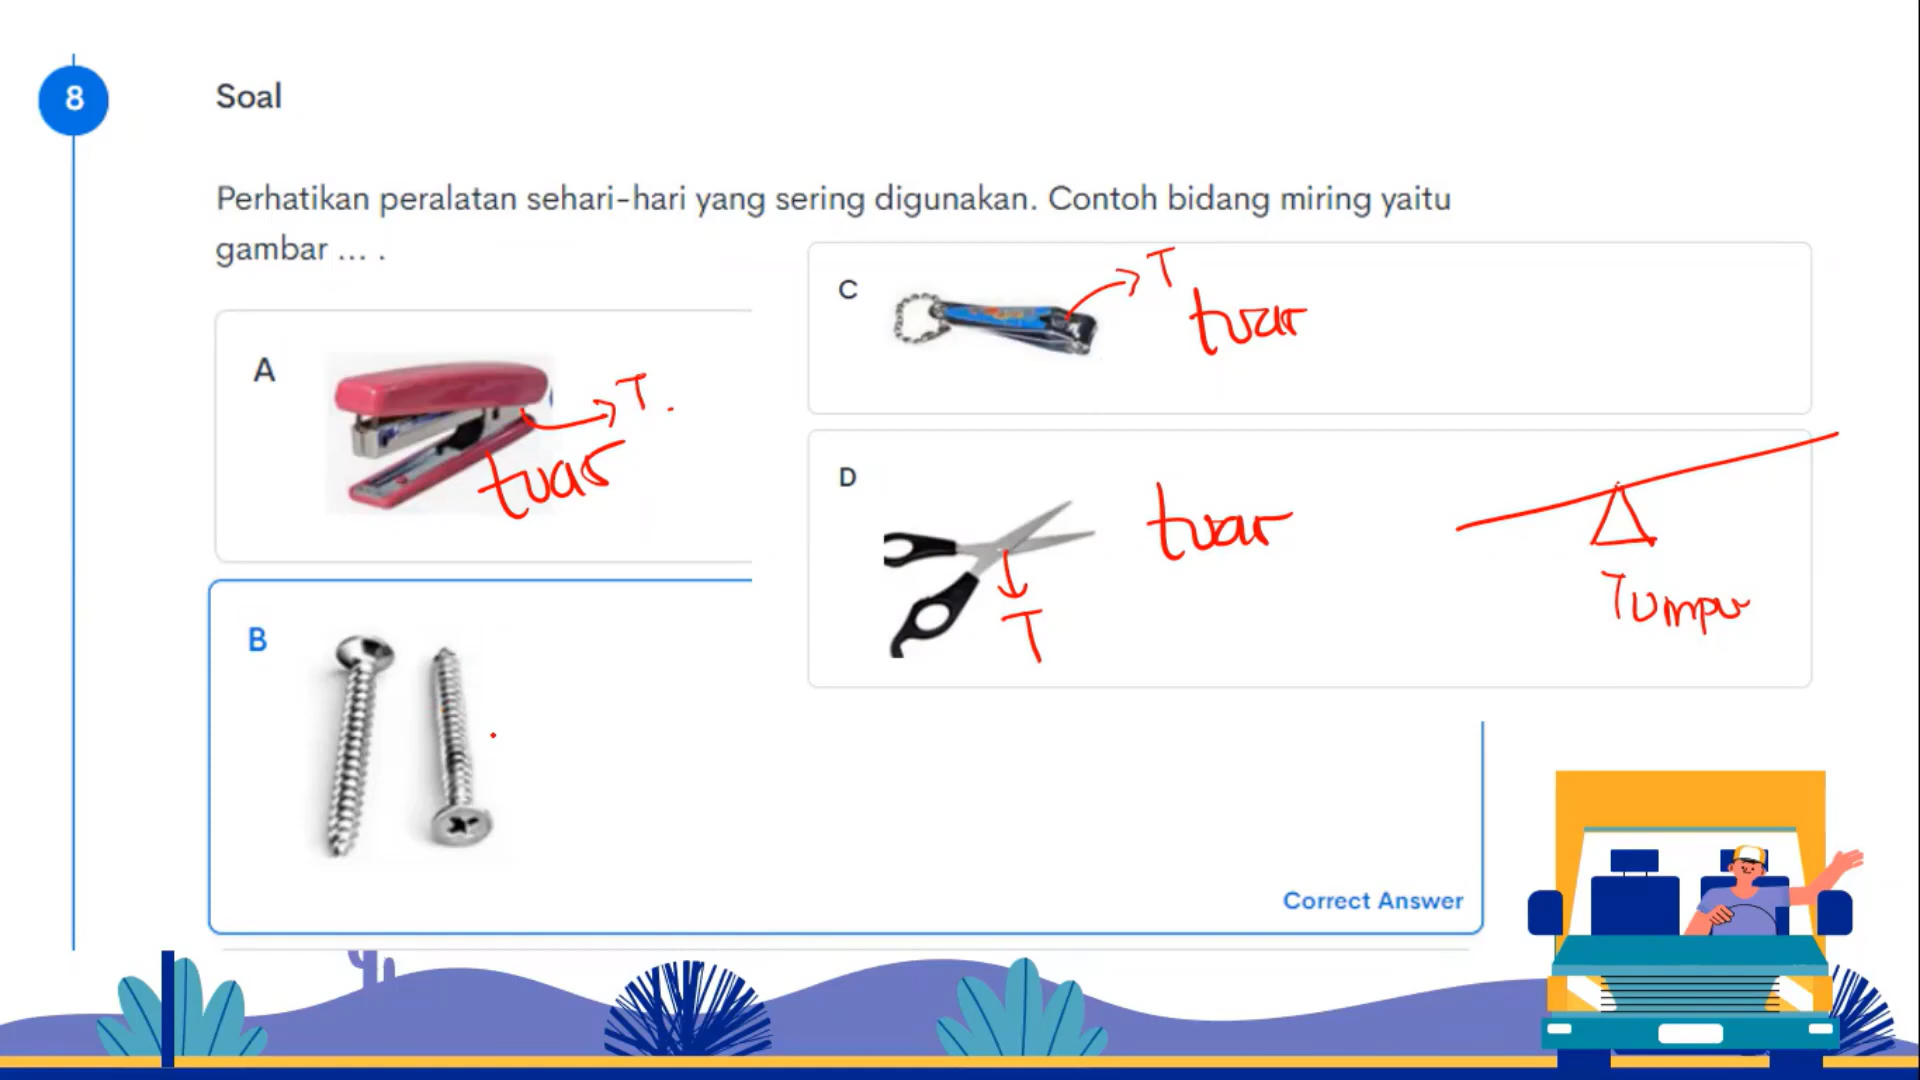 8
Soal
Perhatikan peralatan sehari-hari yang sering digunakan. Contoh bidang miring yaitu
gambar ... .
A
T.
tuas
B
Correct Answer
C
T
tuas
D
tuas
T
Tumpu